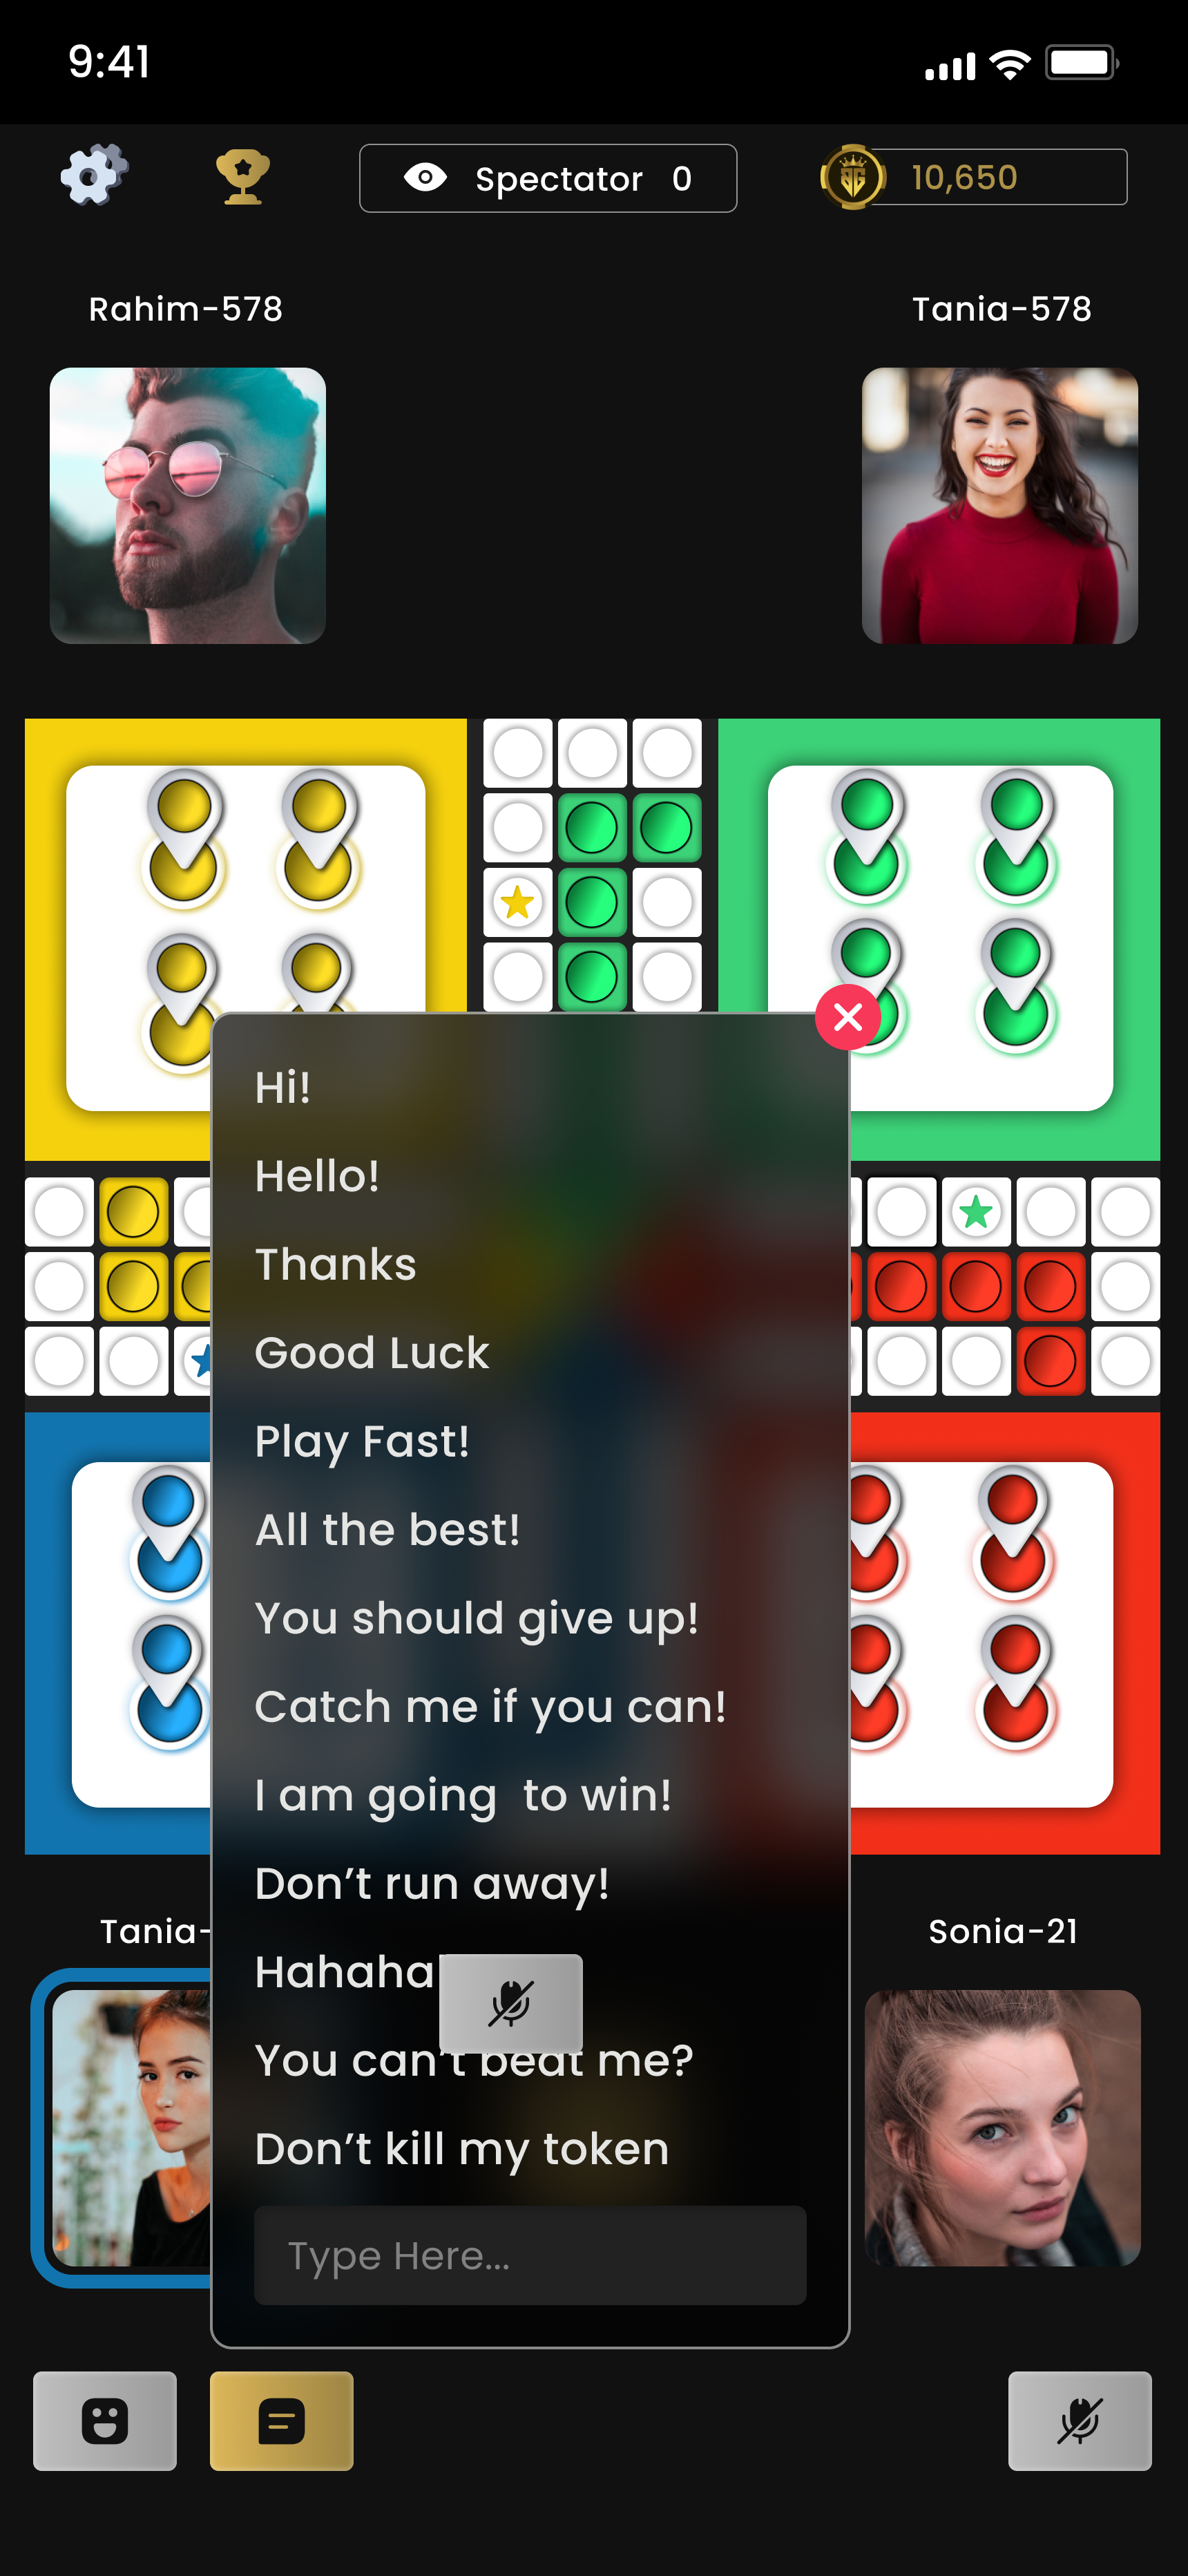 9:41
Spectator 0
10,650
Rahim-578
Tania-578
Hi!
Hello!
Thanks
Good Luck
Play Fast!
All the best!
You should give up!
Catch me if you can!
I am going  to win!
Don’t run away!
Tania-
Sonia-21
Hahaha
You can’t beat me?
Don’t kill my token
Type Here...